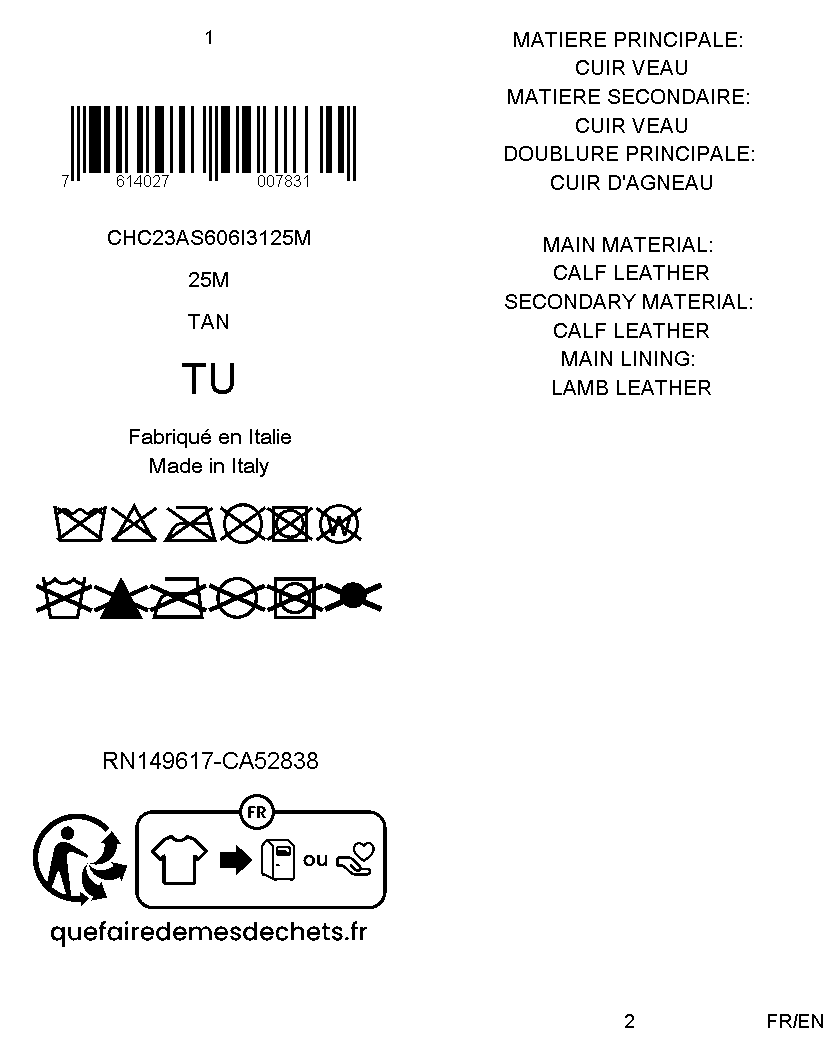 1
7 614027 007831
CHC23AS606I3125M
25M
TAN
TU
Fabriqué en Italie
Made in Italy
W
RN149617-CA52838
FR
ou
quefairedemesdechets.fr
MATIERE PRINCIPALE:
CUIR VEAU
MATIERE SECONDAIRE:
CUIR VEAU
DOUBLURE PRINCIPALE:
CUIR D'AGNEAU
MAIN MATERIAL:
CALF LEATHER
SECONDARY MATERIAL:
CALF LEATHER
MAIN LINING:
LAMB LEATHER
2
FR/EN